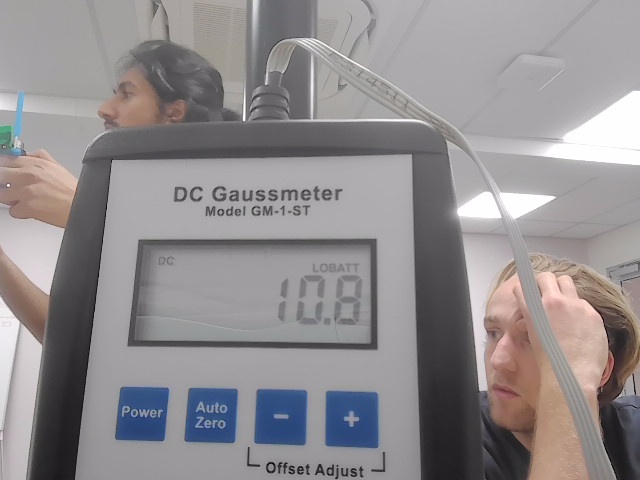 DC Gaussmeter
Model GM-1-ST
DC
LOBATT
10.8
Power
Auto
Zero
-
+
Offset Adjust